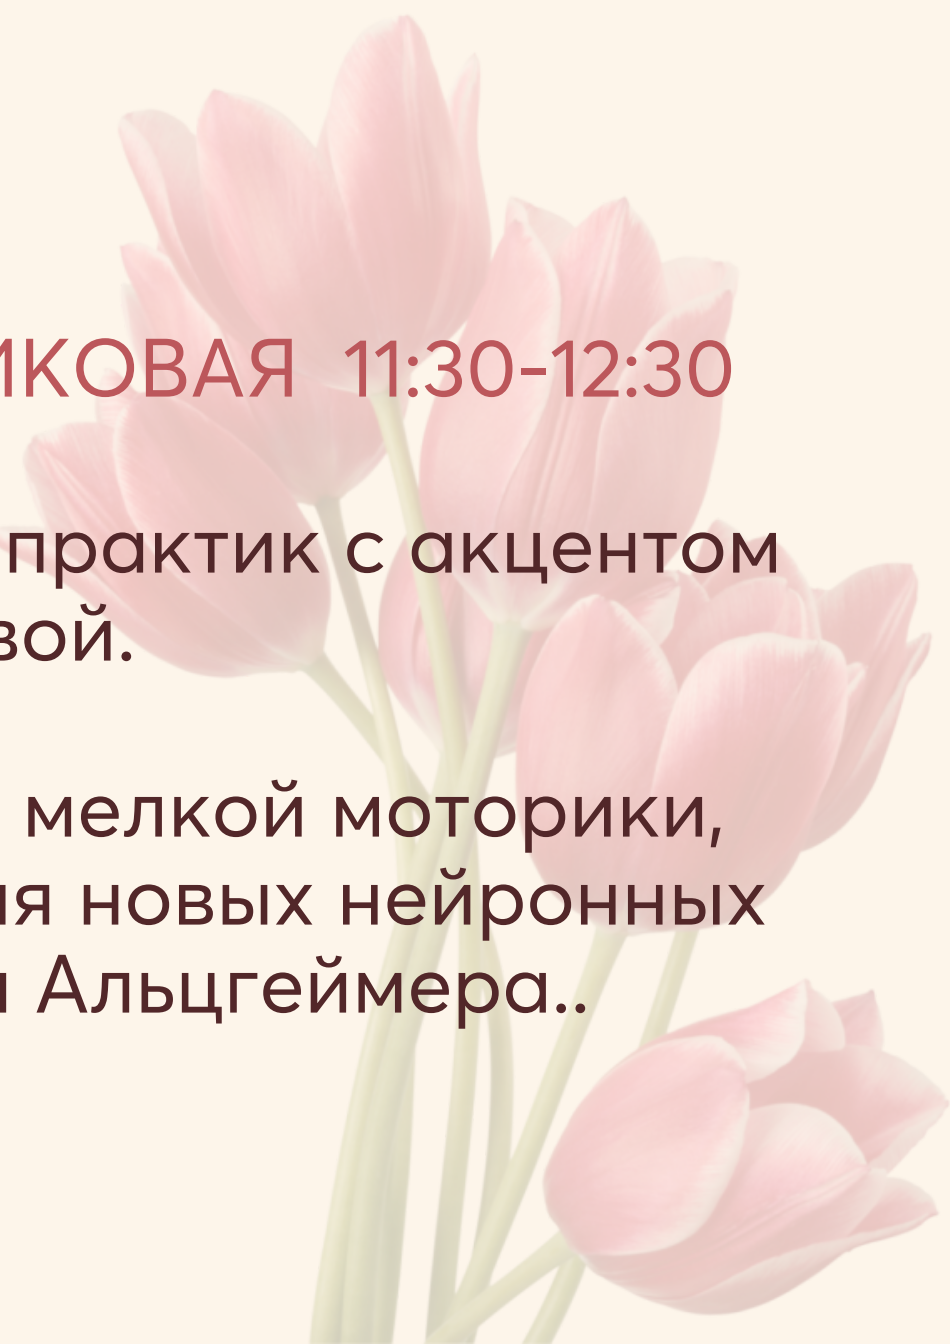 ИКОВАЯ 11:30-12:30
практик с акцентом
вой.
мелкой моторики,
ия новых нейронных
Альцгеймера..